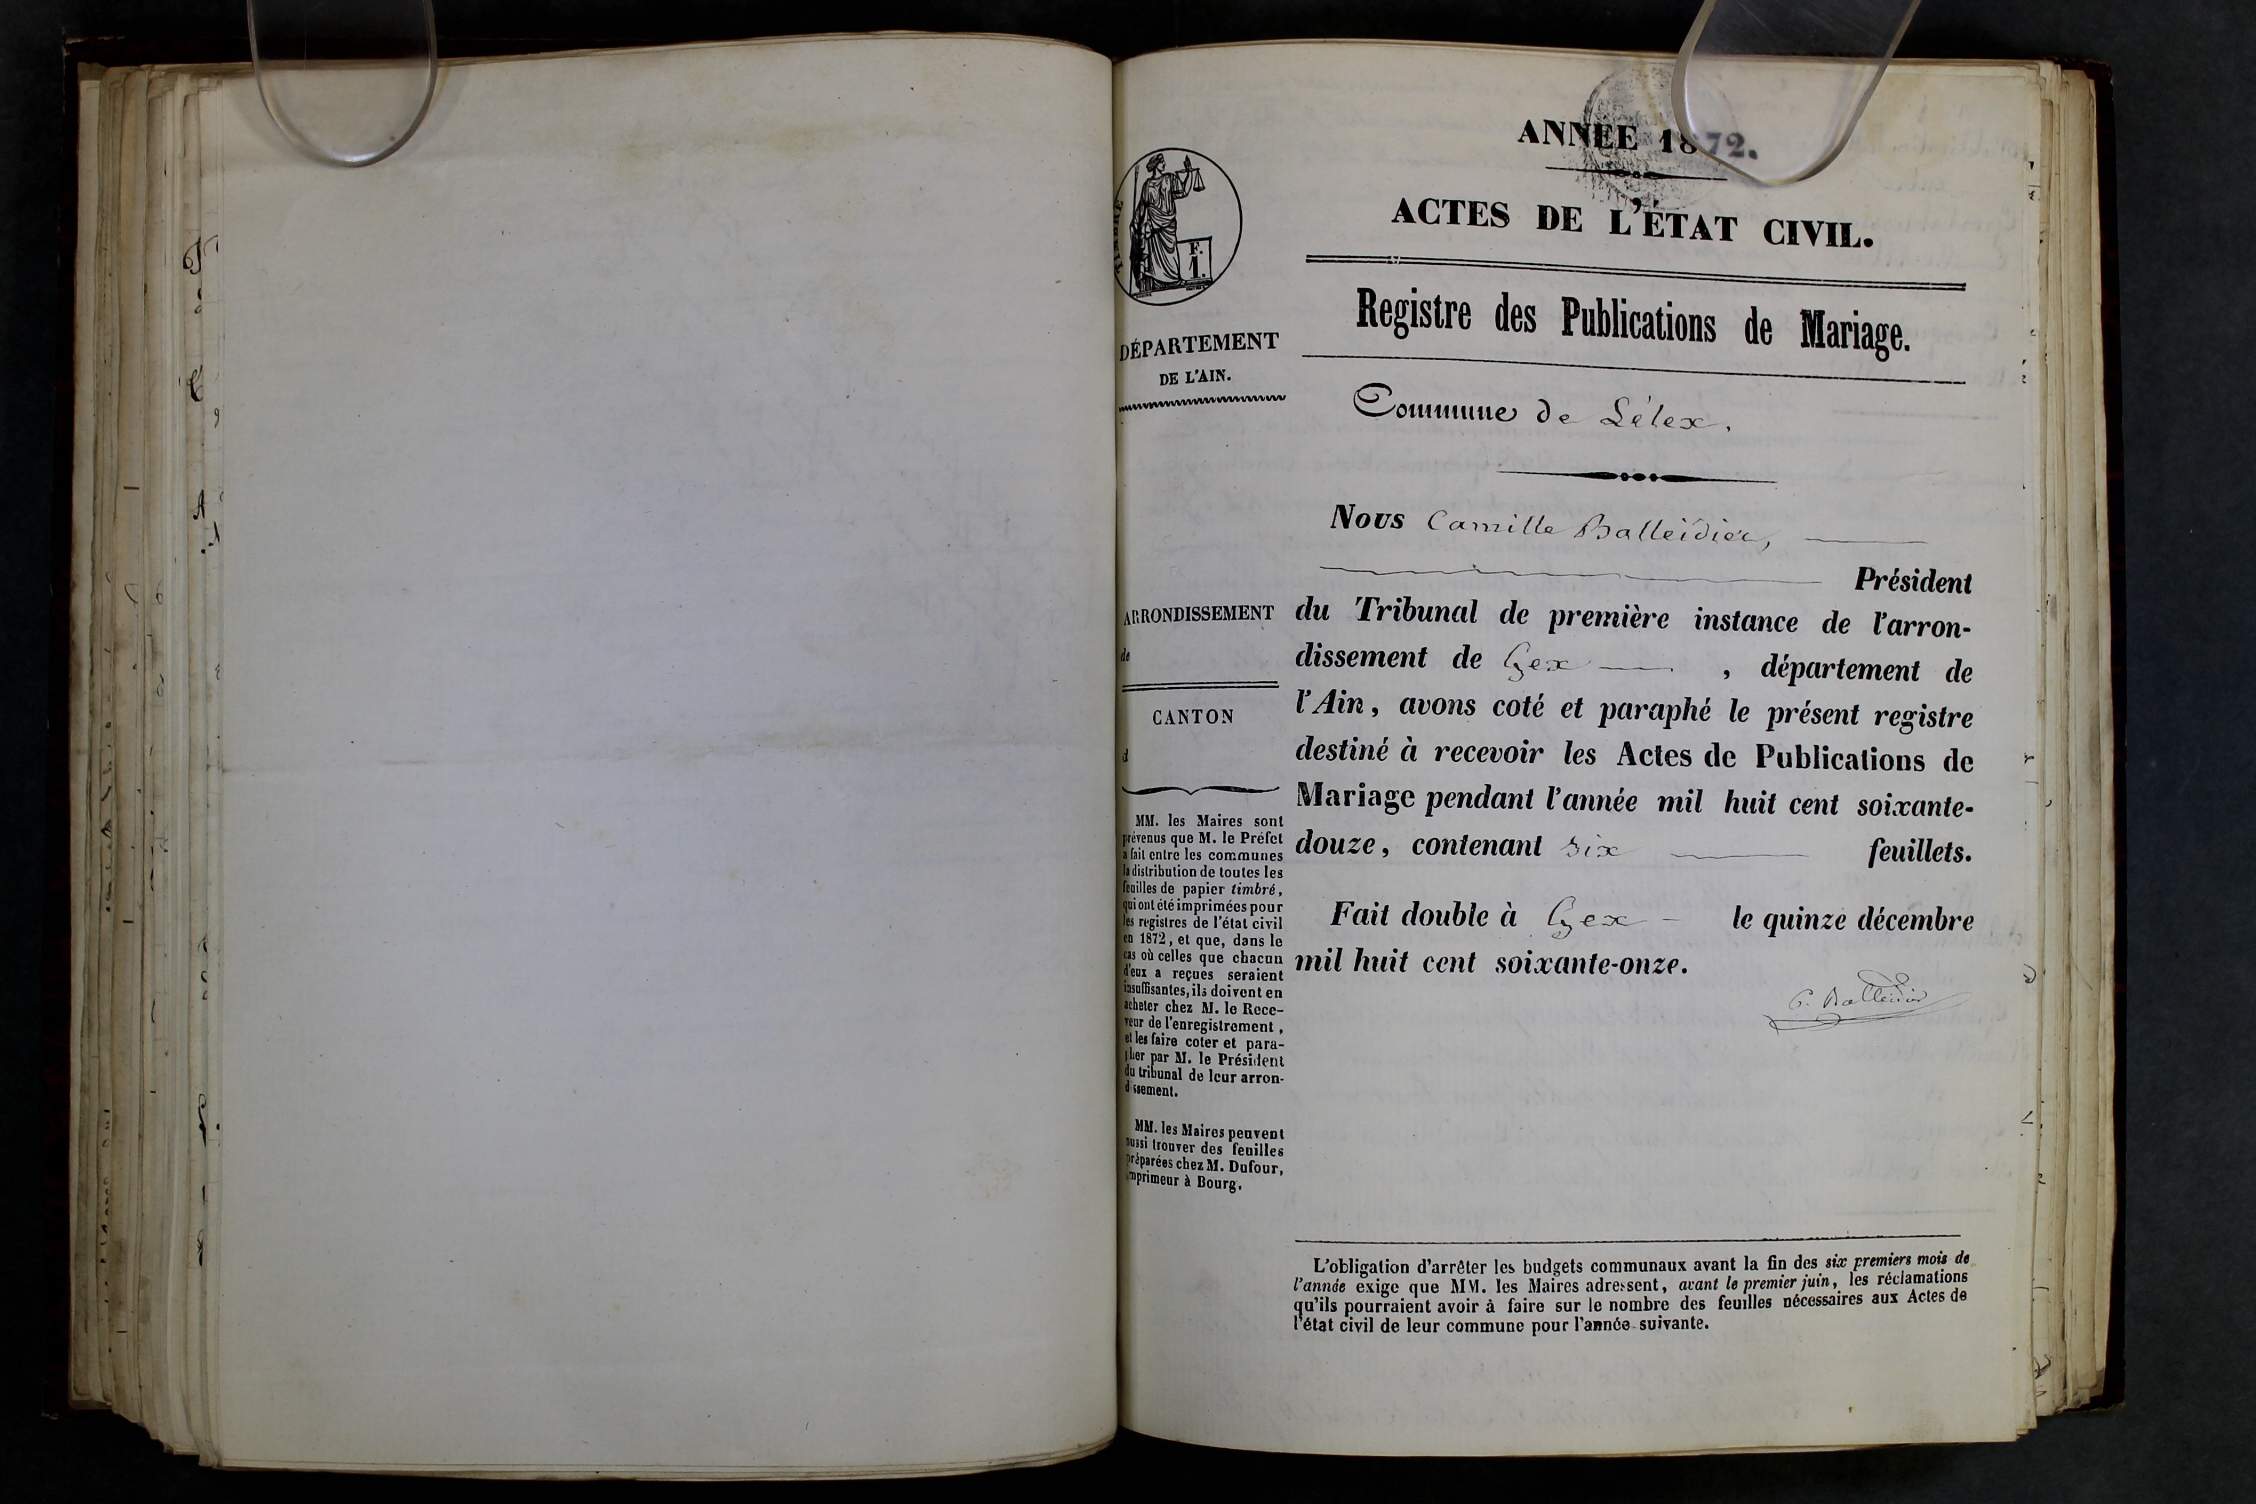 ANNÉE 1872.
ACTES DE L'ÉTAT CIVIL.
Registre des Publications de Mariage.
Commune de Lélex.
TIMBRE
F.
1.
DÉPARTEMENT
DE L'AIN.
ARRONDISSEMENT
de
CANTON
d
MM. les Maires sont
prévenus que M. le Préfet
a fait entre les communes
la distribution de toutes les
feuilles de papier timbré,
qui ont été imprimées pour
les registres de l'état civil
en 1872, et que, dans le
cas où celles que chacun
d'eux a reçues seraient
insuffisantes, ils doivent en
acheter chez M. le Rece-
veur de l'enregistrement,
et les faire coter et para-
pher par M. le Président
du tribunal de leur arron-
dissement.
MM. les Maires peuvent
aussi trouver des feuilles
préparées chez M. Dufour,
imprimeur à Bourg.
Nous Camille Balleidier,
Président
du Tribunal de première instance de l'arron-
dissement de Gex, département de
l'Ain, avons coté et paraphé le présent registre
destiné à recevoir les Actes de Publications de
Mariage pendant l'année mil huit cent soixante-
douze, contenant six feuillets.
Fait double à Gex le quinze décembre
mil huit cent soixante-onze.
C. Balleidier
L'obligation d'arrêter les budgets communaux avant la fin des six premiers mois de
l'année exige que MM. les Maires adressent, avant le premier juin, les réclamations
qu'ils pourraient avoir à faire sur le nombre des feuilles nécessaires aux Actes de
l'état civil de leur commune pour l'année suivante.